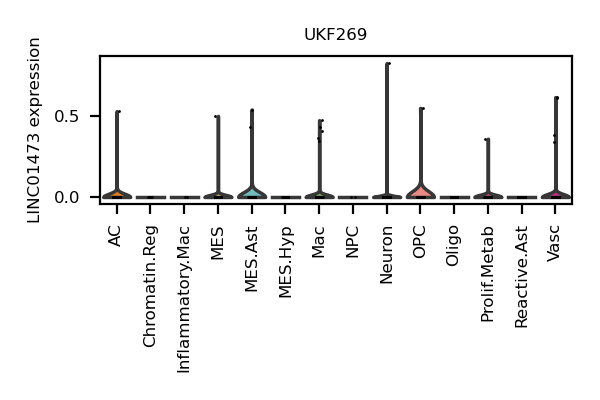 UKF269
LINC01473 expression
0.5
0.0
AC
Chromatin.Reg
Inflammatory.Mac
MES
MES.Ast
MES.Hyp
Mac
NPC
Neuron
OPC
Oligo
Prolif.Metab
Reactive.Ast
Vasc